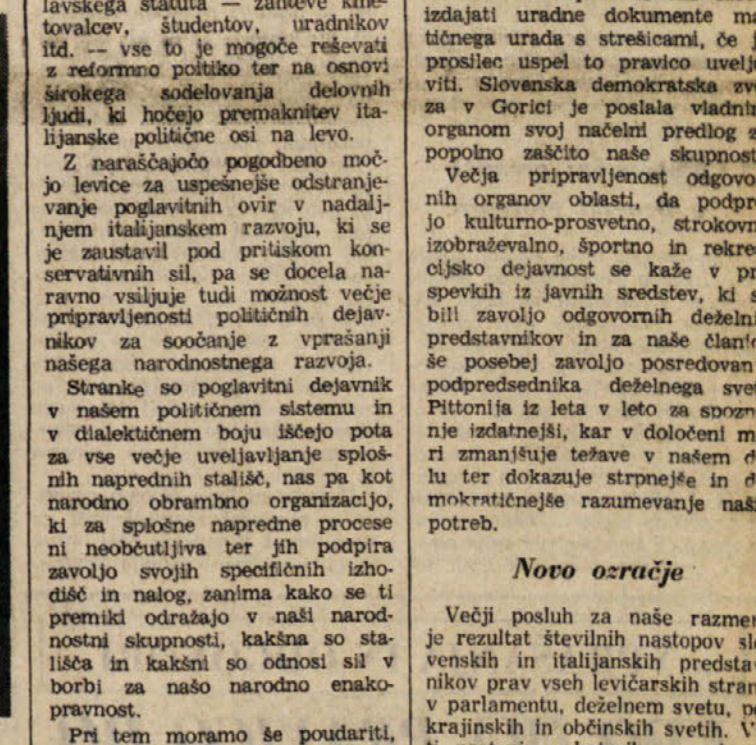 lavskega statuta — zahteve kme-
tovalcev, študentov, uradnikov
itd. -- vse to je mogoče reševati
z reformno poitiko ter na osnovi
širokega sodelovanja delovnih
ljudi, ki hočejo premaknitev ita-
lijanske politične osi na levo.
Z naraščajočo pogodbeno moč-
jo levice za uspešnejše odstranje-
vanje poglavitnih ovir v nadalj-
njem italijanskem razvoju, ki se
je zaustavil pod pritiskom kon-
servativnih sil, pa se docela na-
ravno vsiljuje tudi možnost večje
pripravljenosti političnih dejav-
nikov za soočanje z vprašanji
našega narodnostnega razvoja.
Stranke so poglavitni dejavnik
v našem političnem sistemu in
v dialektičnem boju iščejo pota
za vse večje uveljavljanje sploš-
nih naprednih stališč, nas pa kot
narodno obrambno organizacijo,
ki za splošne napredne procese
ni neobčutljiva ter jih podpira
zavoljo svojih specifičnih izho-
dišč in nalog, zanima kako se ti
premiki odražajo v naši narod-
nostni skupnosti, kakšna so sta-
lišča in kakšni so odnosi sil v
borbi za našo narodno enako-
pravnost.
Pri tem moramo še poudariti,
izdajati uradne dokumente ma
tičnega urada s strešicami, če j
prosilec uspel to pravico uvelja
viti. Slovenska demokratska zve
za v Gorici je poslala vladnim
organom svoj načelni predlog z
popolno zaščito naše skupnost
Večja pripravljenost odgovo
nih organov oblasti, da podpre
jo kulturno-prosvetno, strokovn
izobraževalno, športno in rekre
cijsko dejavnost se kaže v pr
spevkih iz javnih sredstev, ki s
bili zavoljo odgovornih deželni
predstavnikov in za naše član
še posebej zavoljo posredovan
podpredsednika deželnega svet
Pittonija iz leta v leto za spozn
nje izdatnejši, kar v določeni m
ri zmanjšuje težave v našem d
lu ter dokazuje strpnejše in d
mokratičnejše razumevanje naši
potreb.
Novo ozračje
Večji posluh za naše razmer
je rezultat številnih nastopov slo
venskih in italijanskih predsta
nikov prav vseh levičarskih stran
v parlamentu, deželnem svetu, po
krajinskih in občinskih svetih. V